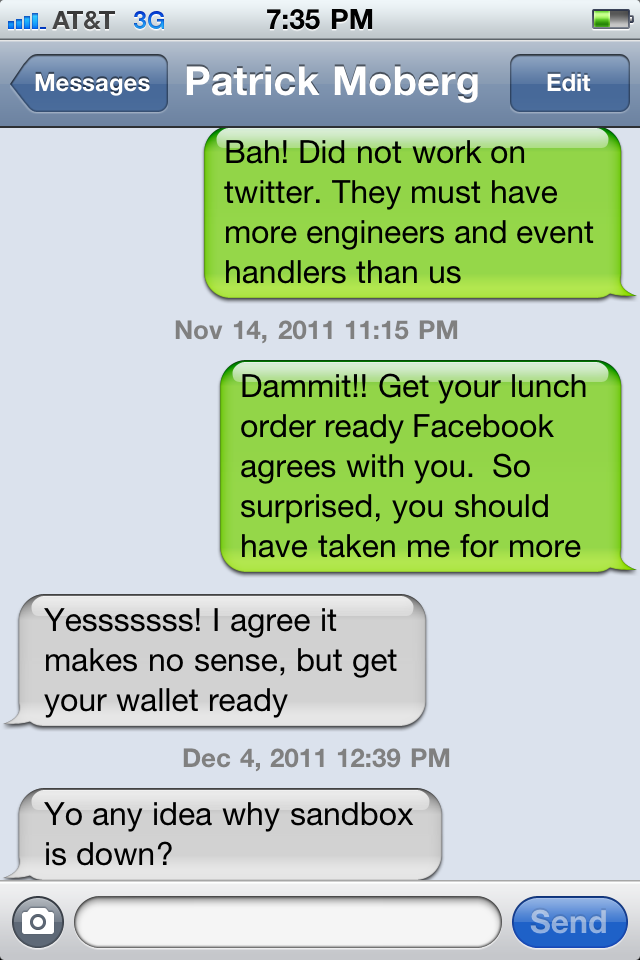 AT&T 3G 7:35 PM
Messages Patrick Moberg Edit
Bah! Did not work on
twitter. They must have
more engineers and event
handlers than us
Nov 14, 2011 11:15 PM
Dammit!! Get your lunch
order ready Facebook
agrees with you.  So
surprised, you should
have taken me for more
Yesssssss! I agree it
makes no sense, but get
your wallet ready
Dec 4, 2011 12:39 PM
Yo any idea why sandbox
is down?
Send